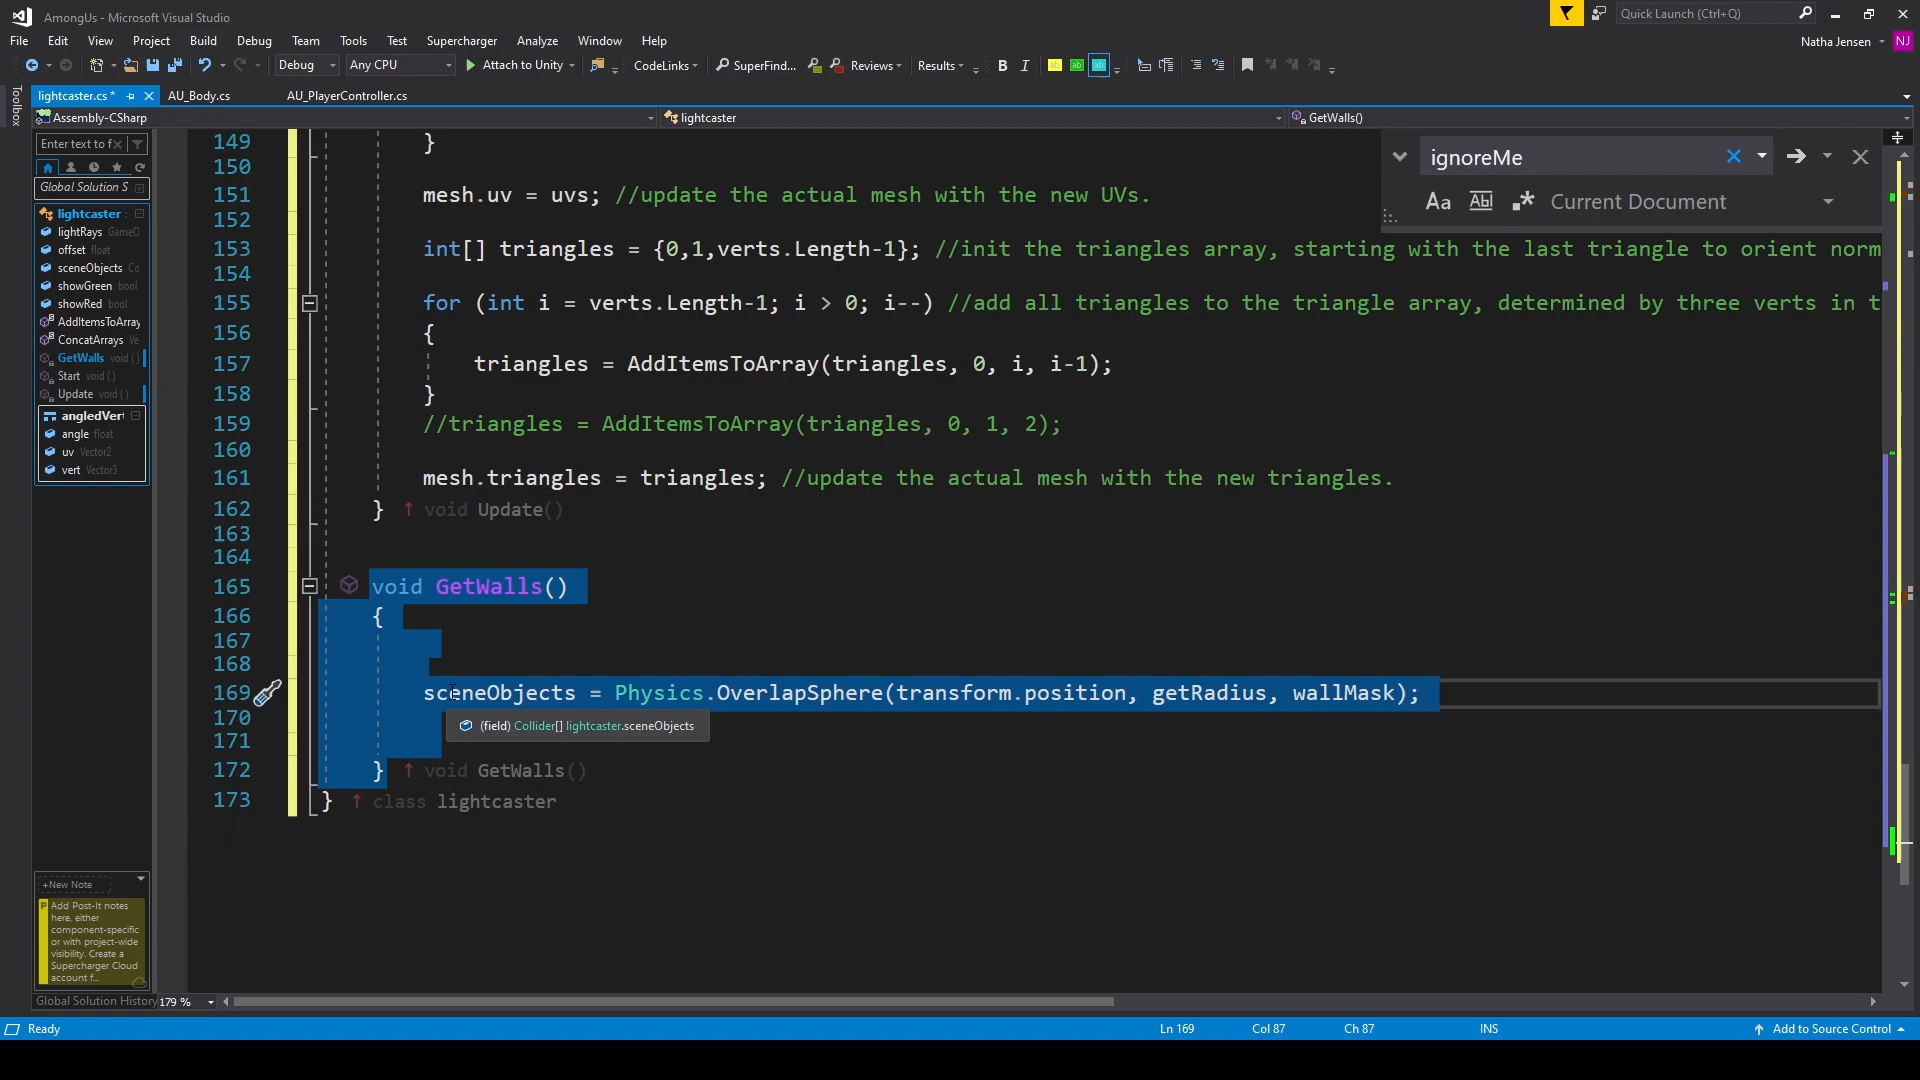 AmongUs - Microsoft Visual Studio
Quick Launch (Ctrl+Q)
File Edit View Project Build Debug Team Tools Test Supercharger Analyze Window Help
Natha Jensen NJ
Debug Any CPU Attach to Unity CodeLinks SuperFind... Reviews Results B I ab ab ab
Toolbox
lightcaster.cs* AU_Body.cs AU_PlayerController.cs
Assembly-CSharp lightcaster GetWalls()
Enter text to f
Global Solution S
lightcaster
lightRays GameO
offset float
sceneObjects Co
showGreen bool
showRed bool
AddItemsToArray
ConcatArrays Ve
GetWalls void ()
Start void ()
Update void ()
angledVert
angle float
uv Vector2
vert Vector3
ignoreMe
Aa Abl .* Current Document
149 }
150
151 mesh.uv = uvs; //update the actual mesh with the new UVs.
152
153 int[] triangles = {0,1,verts.Length-1}; //init the triangles array, starting with the last triangle to orient norm
154
155 for (int i = verts.Length-1; i > 0; i--) //add all triangles to the triangle array, determined by three verts in t
156 {
157 triangles = AddItemsToArray(triangles, 0, i, i-1);
158 }
159 //triangles = AddItemsToArray(triangles, 0, 1, 2);
160
161 mesh.triangles = triangles; //update the actual mesh with the new triangles.
162 } ↑ void Update()
163
164
165 void GetWalls()
166 {
167
168
169 sceneObjects = Physics.OverlapSphere(transform.position, getRadius, wallMask);
170
(field) Collider[] lightcaster.sceneObjects
171
172 } ↑ void GetWalls()
173 } ↑ class lightcaster
+New Note
P Add Post-It notes
here, either
component-specific
or with project-wide
visibility. Create a
Supercharger Cloud
account f...
Global Solution History
179 %
Ready Ln 169 Col 87 Ch 87 INS Add to Source Control